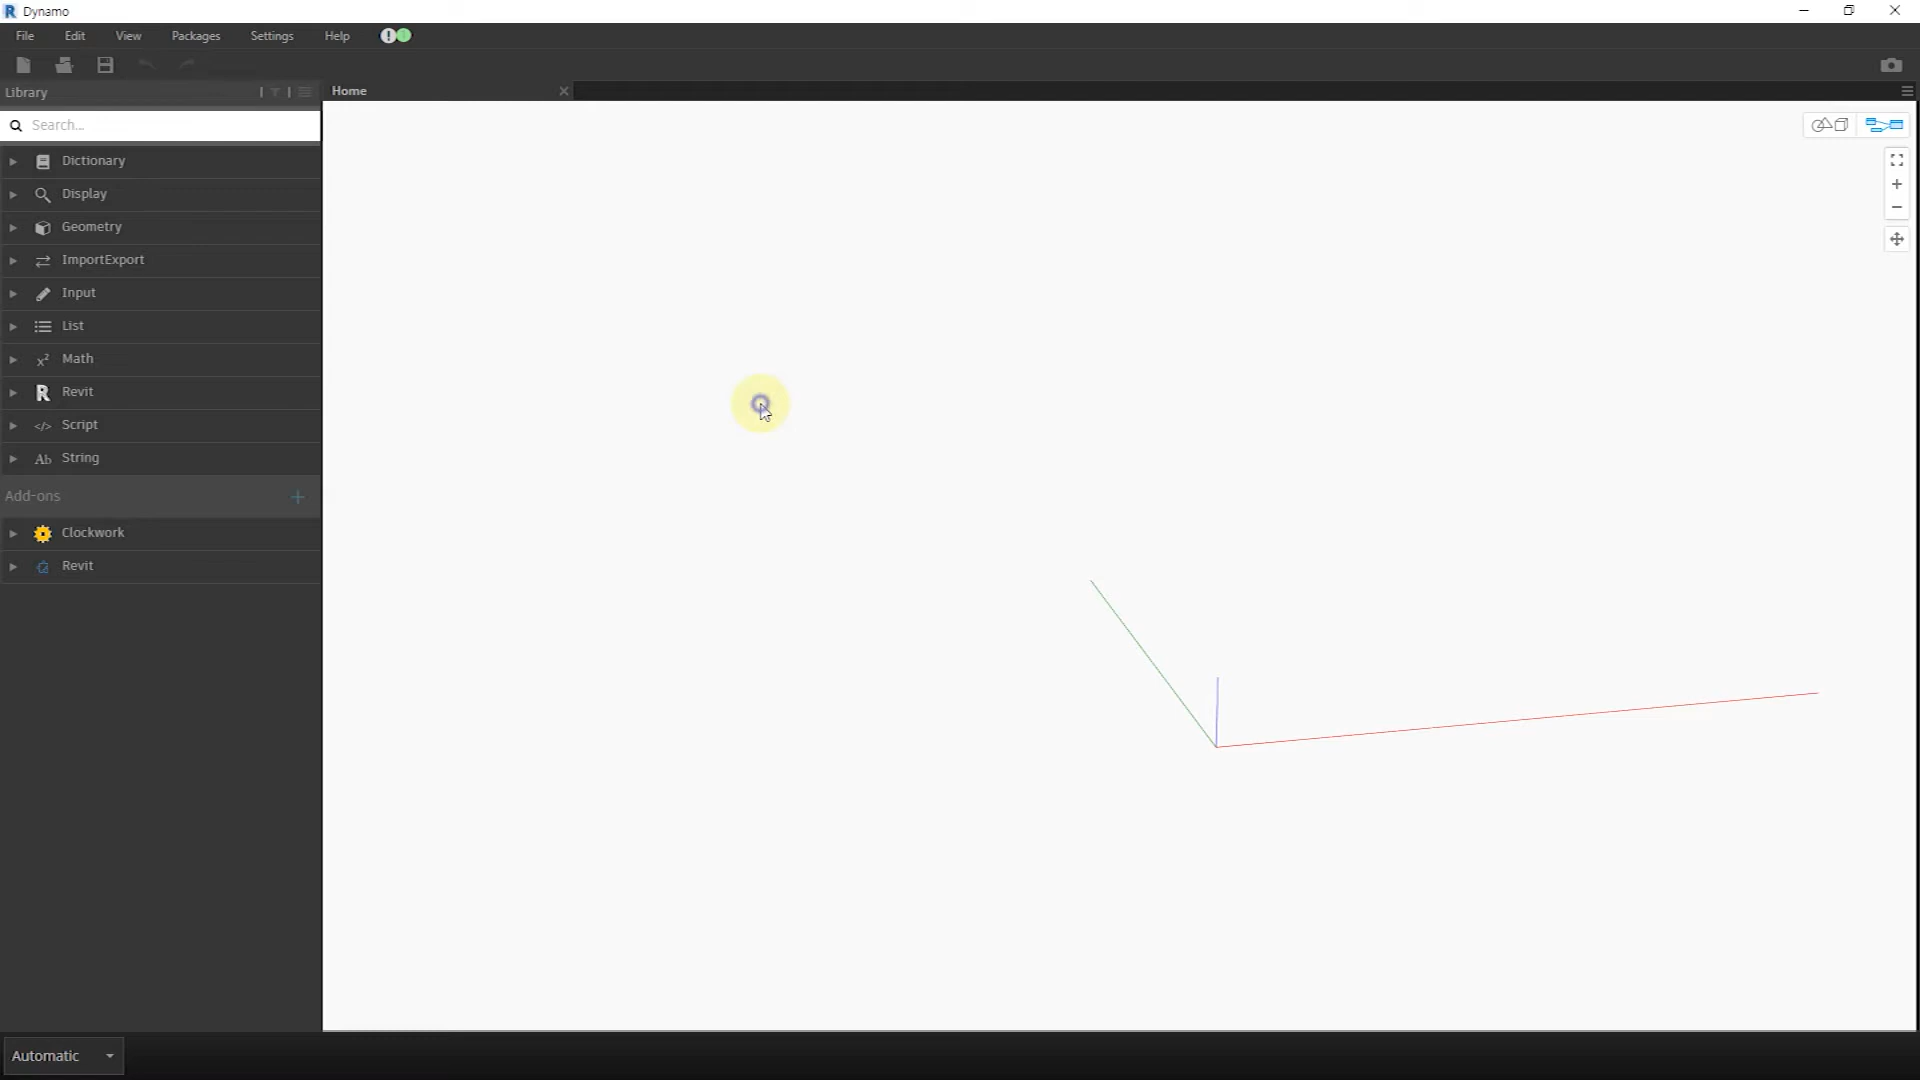 Dynamo
File Edit View Packages Settings Help
Library
Home
Search...
Dictionary
Display
Geometry
ImportExport
Input
List
Math
Revit
Script
Ab String
Add-ons
Clockwork
Revit
Automatic